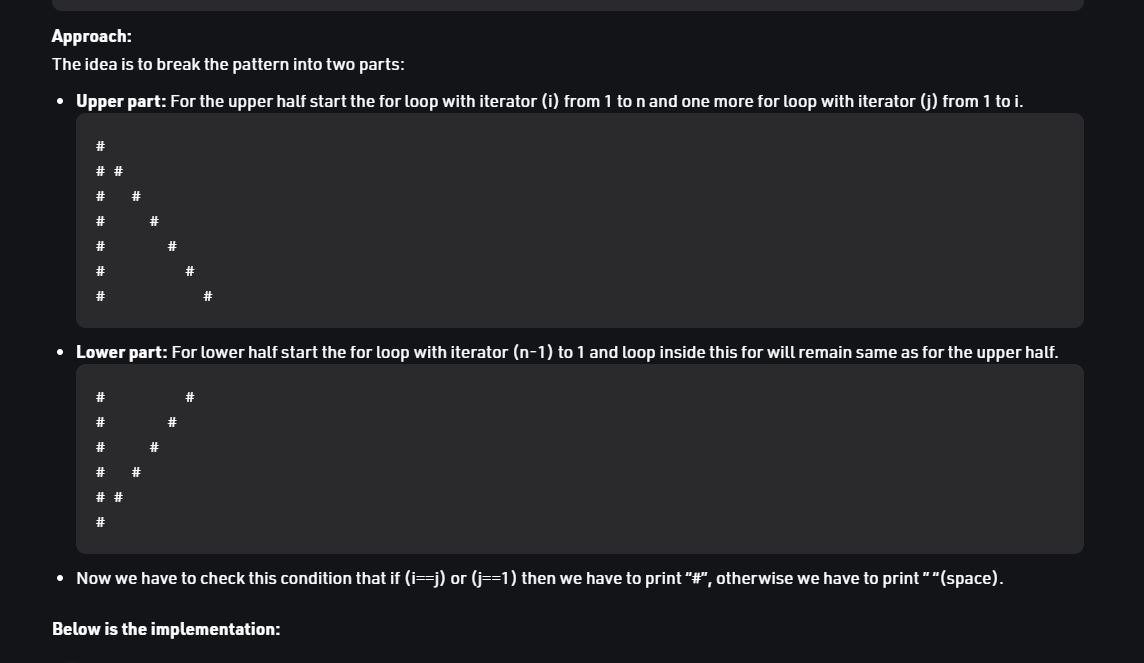 Approach:
The idea is to break the pattern into two parts:
• Upper part: For the upper half start the for loop with iterator (i) from 1 to n and one more for loop with iterator (j) from 1 to i.
#
# #
#   #
#     #
#       #
#         #
#           #
• Lower part: For lower half start the for loop with iterator (n-1) to 1 and loop inside this for will remain same as for the upper half.
#         #
#       #
#     #
#   #
# #
#
• Now we have to check this condition that if (i==j) or (j==1) then we have to print ”#”, otherwise we have to print ” “(space).
Below is the implementation: